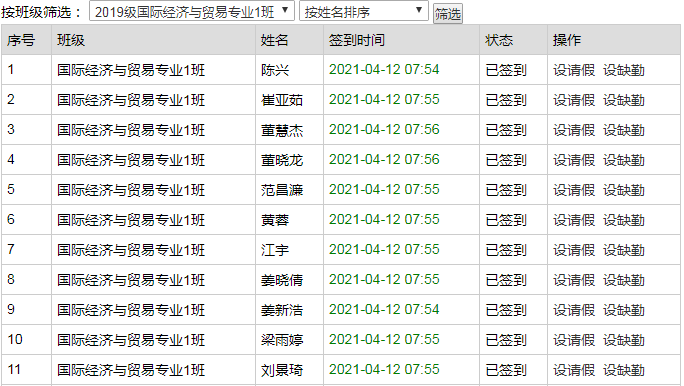 按班级筛选： 2019级国际经济与贸易专业1班 按姓名排序 筛选
序号 班级 姓名 签到时间 状态 操作
1 国际经济与贸易专业1班 陈兴 2021-04-12 07:54 已签到 设请假 设缺勤
2 国际经济与贸易专业1班 崔亚茹 2021-04-12 07:55 已签到 设请假 设缺勤
3 国际经济与贸易专业1班 董慧杰 2021-04-12 07:56 已签到 设请假 设缺勤
4 国际经济与贸易专业1班 董晓龙 2021-04-12 07:56 已签到 设请假 设缺勤
5 国际经济与贸易专业1班 范昌濂 2021-04-12 07:55 已签到 设请假 设缺勤
6 国际经济与贸易专业1班 黄蓉 2021-04-12 07:55 已签到 设请假 设缺勤
7 国际经济与贸易专业1班 江宇 2021-04-12 07:55 已签到 设请假 设缺勤
8 国际经济与贸易专业1班 姜晓倩 2021-04-12 07:55 已签到 设请假 设缺勤
9 国际经济与贸易专业1班 姜新浩 2021-04-12 07:54 已签到 设请假 设缺勤
10 国际经济与贸易专业1班 梁雨婷 2021-04-12 07:55 已签到 设请假 设缺勤
11 国际经济与贸易专业1班 刘景琦 2021-04-12 07:55 已签到 设请假 设缺勤